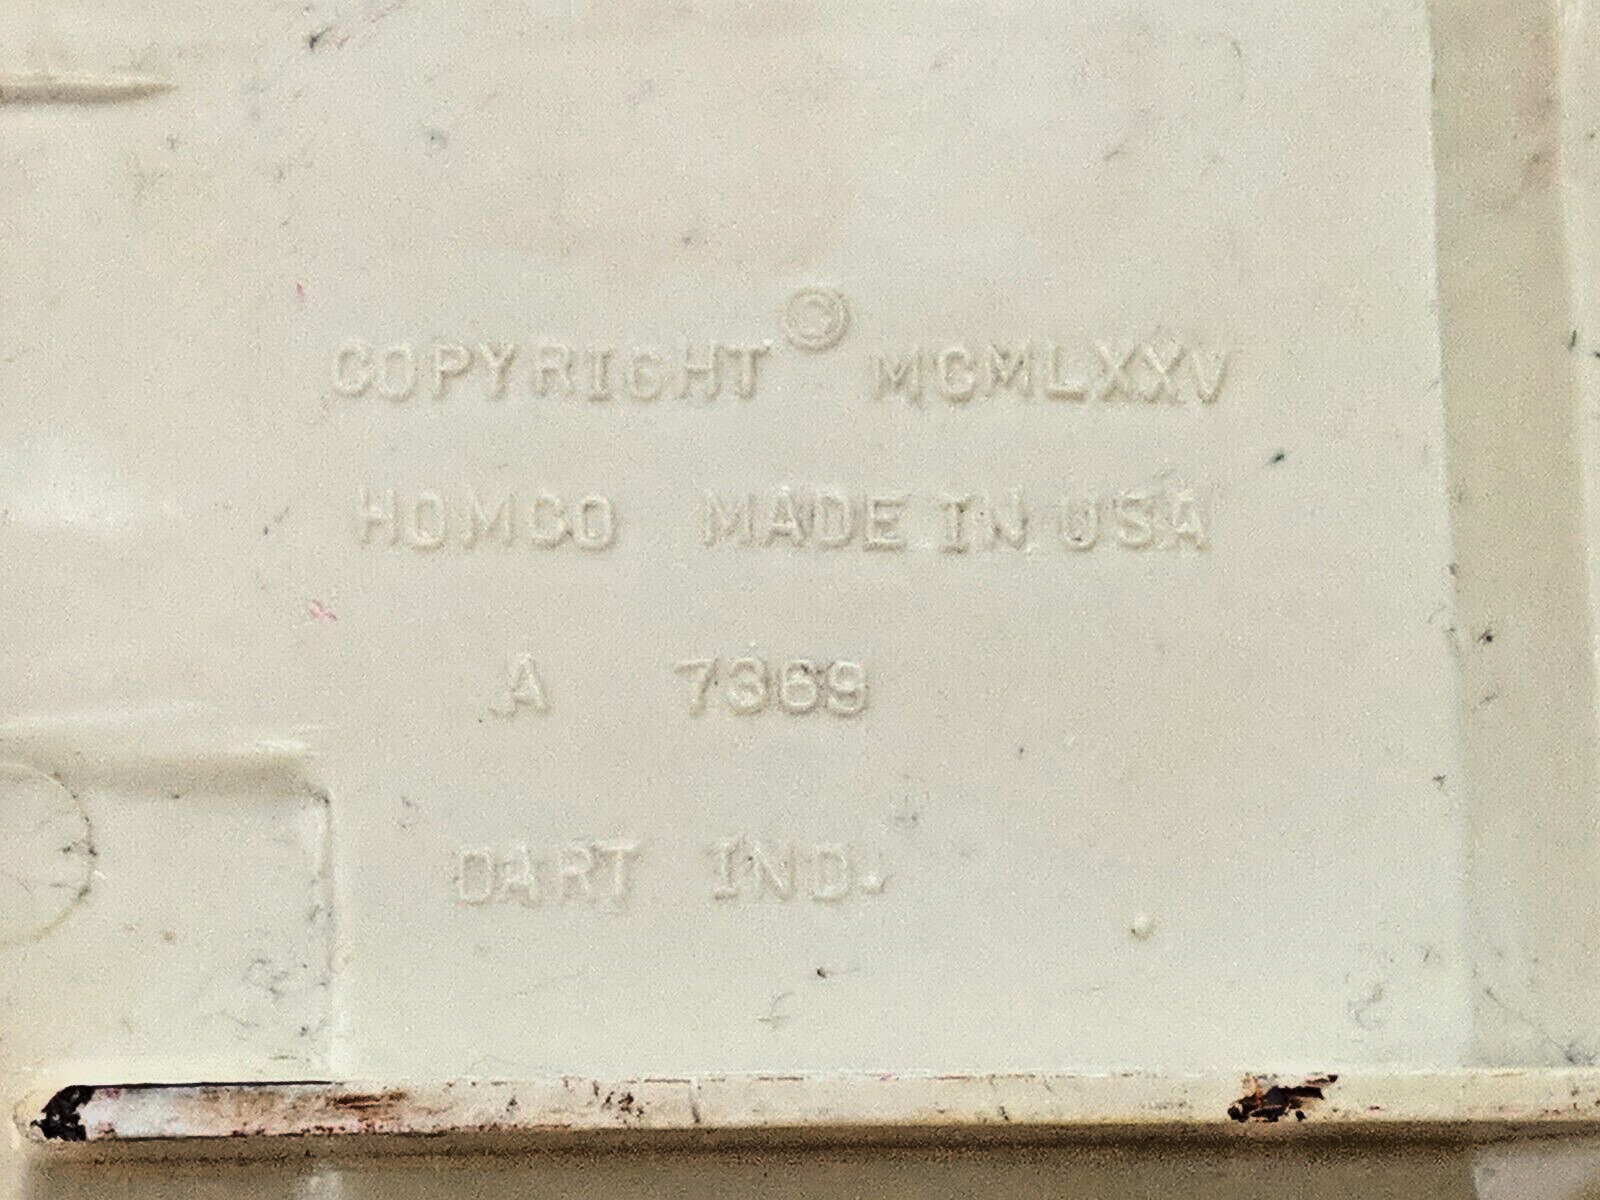 COPYRIGHT © MCMLXXV
HOMCO MADE IN USA
A 7369
DART IND.